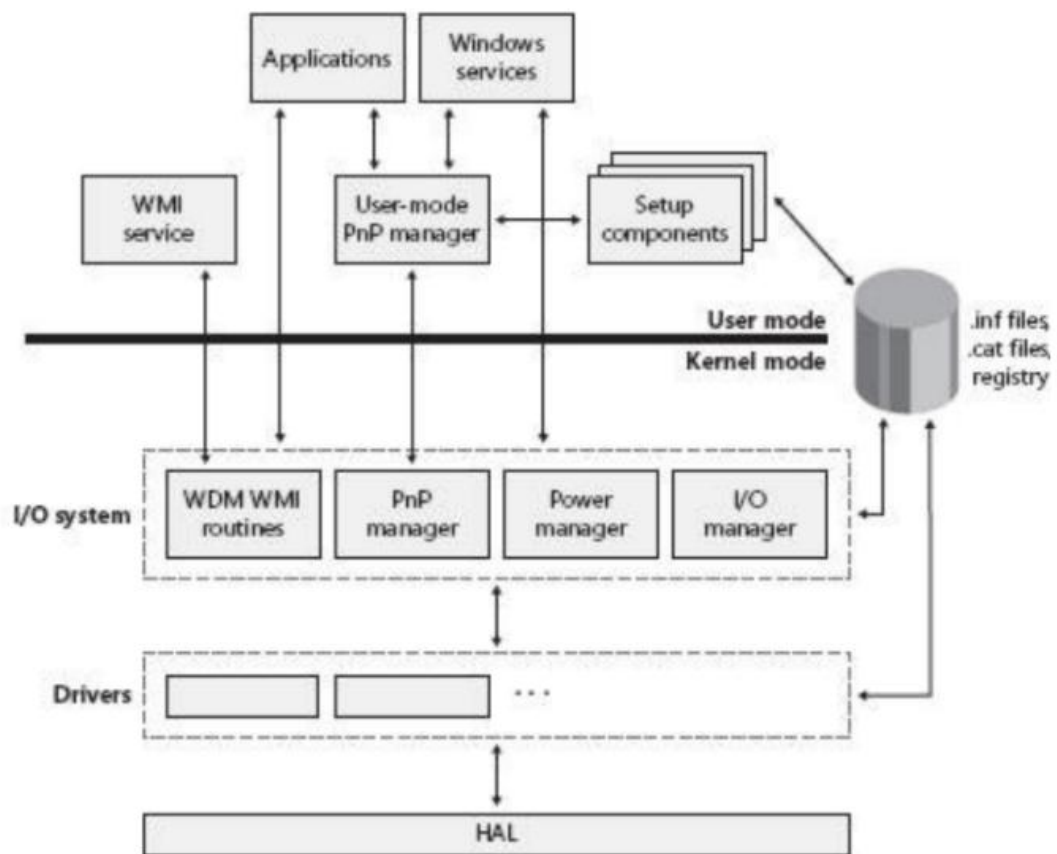 Applications
Windows
services
WMI
service
User-mode
PnP manager
Setup
components
User mode
Kernel mode
.inf files,
.cat files,
registry
I/O system
WDM WMI
routines
PnP
manager
Power
manager
I/O
manager
Drivers
...
HAL